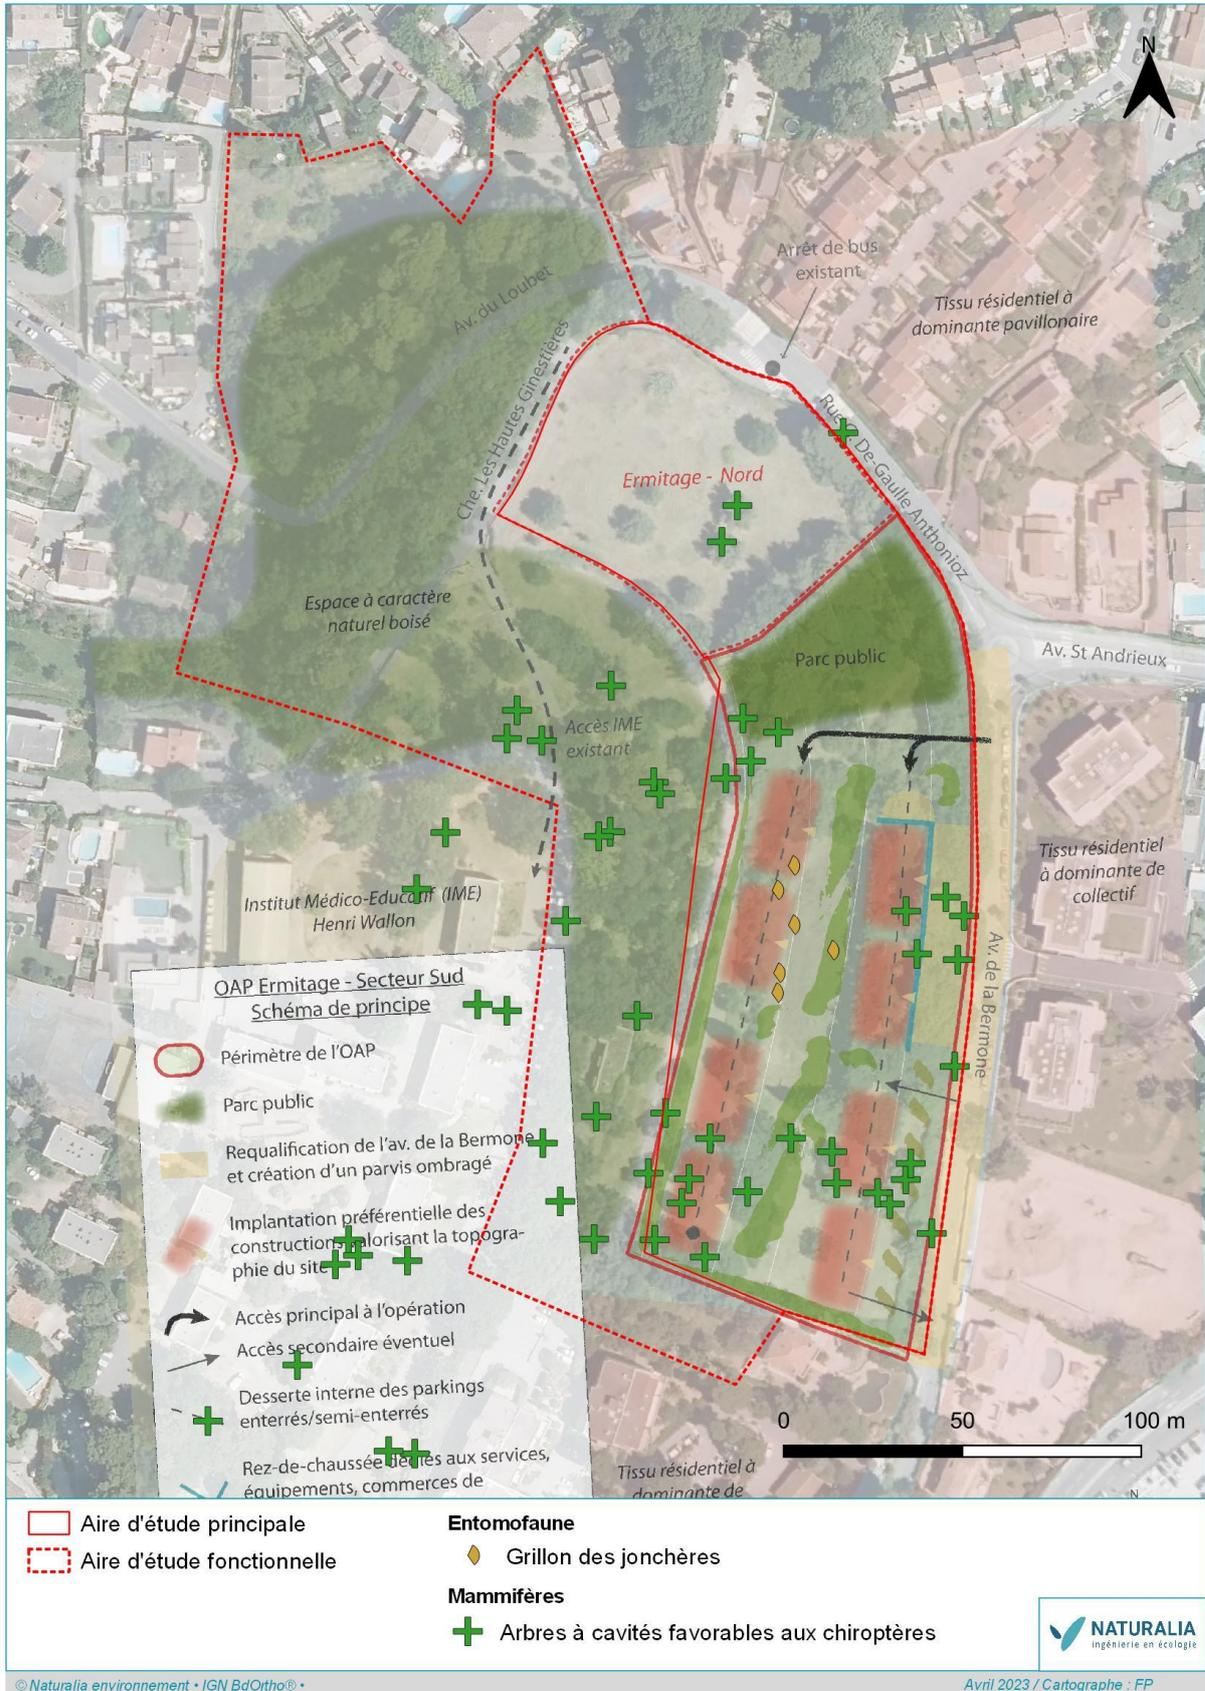 N
Arrêt de bus
existant
Tissu résidentiel à
dominante pavillonaire
Av. du Loubet
Che. Les Hautes Ginestières
Rue G. De-Gaulle Anthonioz
Ermitage - Nord
Espace à caractère
naturel boisé
Parc public
Av. St Andrieux
Accès IME
existant
Tissu résidentiel
à dominante de
collectif
Institut Médico-Educatif (IME)
Henri Wallon
Av. de la Bermone
OAP Ermitage - Secteur Sud
Schéma de principe
Périmètre de l'OAP
Parc public
Requalification de l'av. de la Bermone
et création d'un parvis ombragé
Implantation préférentielle des
constructions valorisant la topogra-
phie du site
Accès principal à l'opération
Accès secondaire éventuel
Desserte interne des parkings
enterrés/semi-enterrés
Rez-de-chaussée dédiés aux services,
équipements, commerces de
Tissu résidentiel à
dominante de
0 50 100 m
N
Aire d'étude principale
Aire d'étude fonctionnelle
Entomofaune
Grillon des jonchères
Mammifères
Arbres à cavités favorables aux chiroptères
NATURALIA
ingénierie en écologie
© Naturalia environnement • IGN BdOrtho® •
Avril 2023 / Cartographe : FP